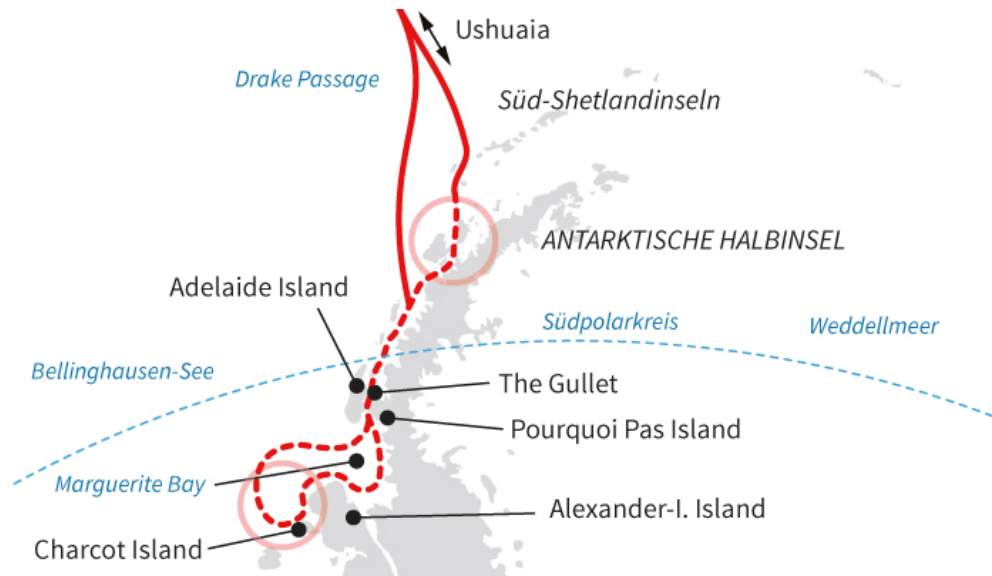 Ushuaia
Drake Passage
Süd-Shetlandinseln
ANTARKTISCHE HALBINSEL
Adelaide Island
Südpolarkreis
Weddellmeer
Bellinghausen-See
The Gullet
Pourquoi Pas Island
Marguerite Bay
Alexander-I. Island
Charcot Island